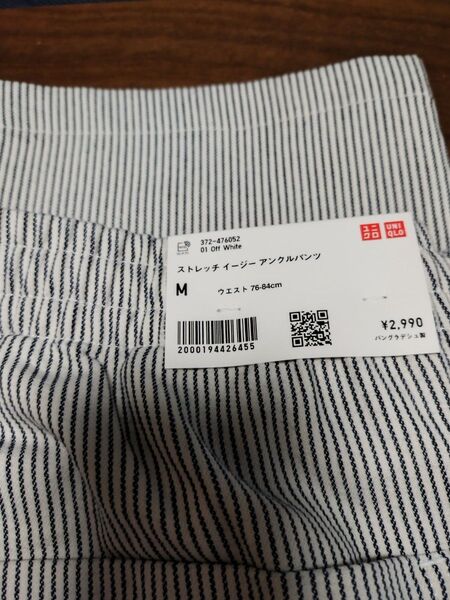 372-476052
01 Off White
ユニクロ
UNIQLO
ストレッチ イージー アンクルパンツ
M ウエスト 76-84cm
2000194426455
¥2,990
バングラデシュ製